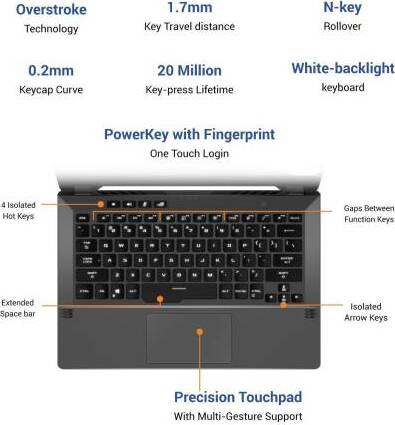 Overstroke
Technology
1.7mm
Key Travel distance
N-key
Rollover
0.2mm
Keycap Curve
20 Million
Key-press Lifetime
White-backlight
keyboard
PowerKey with Fingerprint
One Touch Login
4 Isolated
Hot Keys
Gaps Between
Function Keys
Extended
Space bar
Isolated
Arrow Keys
Precision Touchpad
With Multi-Gesture Support